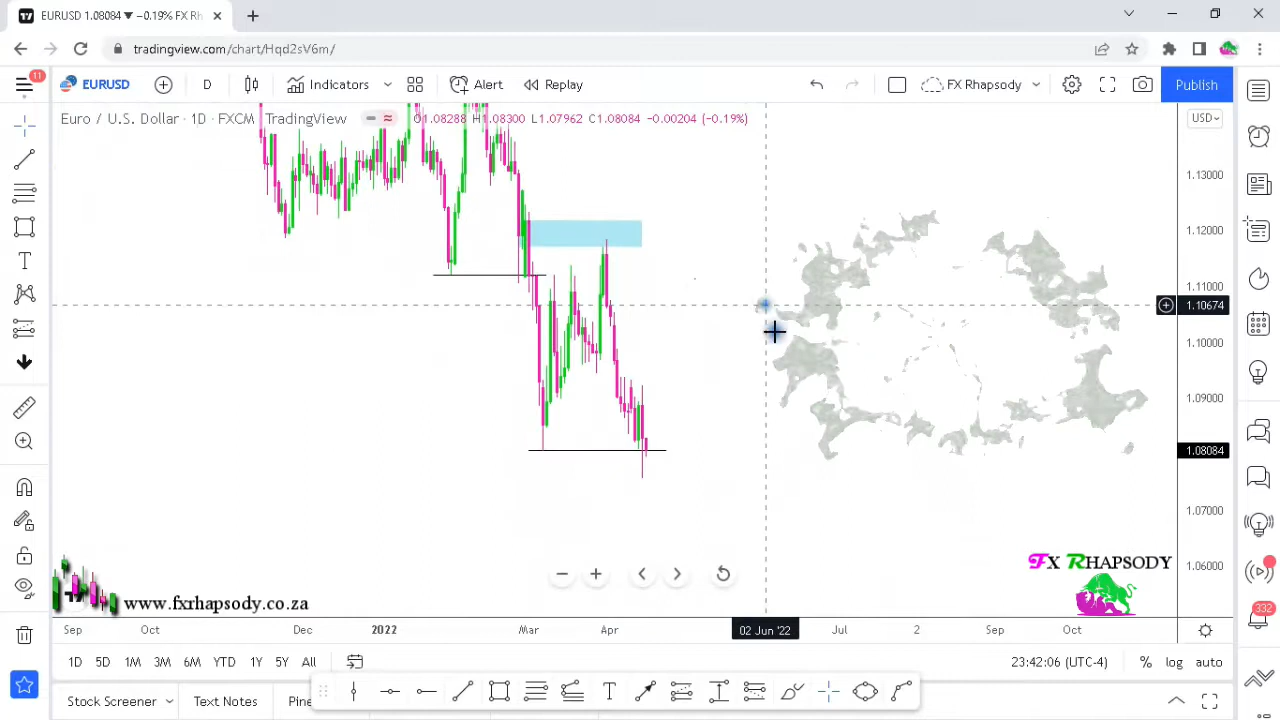 EURUSD 1.08084 ▼ −0.19% FX Rh
tradingview.com/chart/Hqd2sV6m/
11
EURUSD
D
Indicators
Alert
Replay
FX Rhapsody
Publish
Euro / U.S. Dollar · 1D · FXCM
TradingView
O1.08288 H1.08300 L1.07962 C1.08084 −0.00204 (−0.19%)
USD
1.13000
1.12000
1.11000
1.10674
1.10000
1.09000
1.08084
1.07000
1.06000
FX RHAPSODY
www.fxrhapsody.co.za
Sep
Oct
Dec
2022
Mar
Apr
02 Jun '22
Jul
2
Sep
Oct
332
1D
5D
1M
3M
6M
YTD
1Y
5Y
All
23:42:06 (UTC-4)
%
log
auto
Stock Screener
Text Notes
Pine
T
T